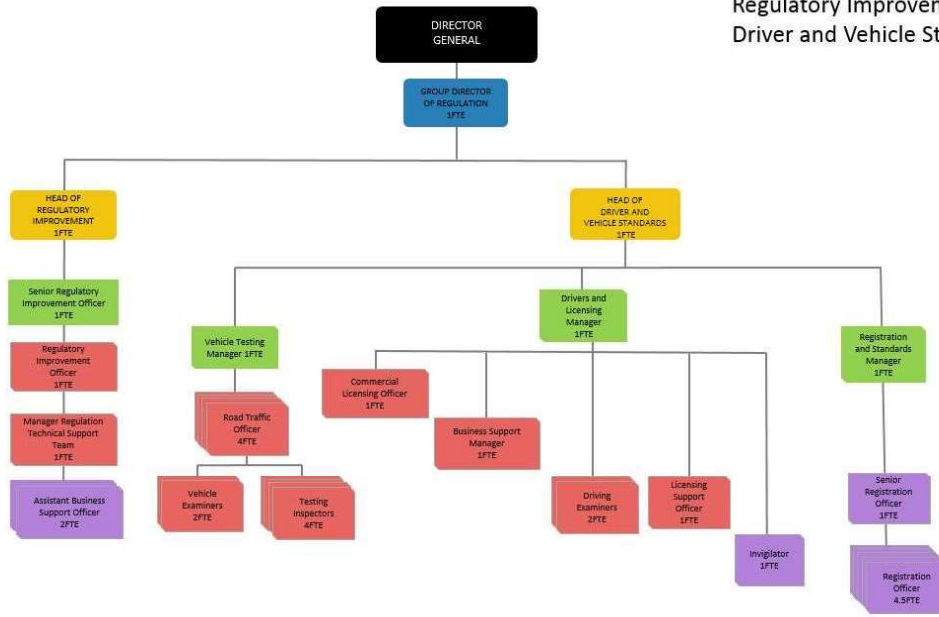 Regulatory Improvem
Driver and Vehicle St
DIRECTOR
GENERAL
GROUP DIRECTOR
OF REGULATION
1FTE
HEAD OF
REGULATORY
IMPROVEMENT
1FTE
HEAD OF
DRIVER AND
VEHICLE STANDARDS
1FTE
Senior Regulatory
Improvement Officer
1FTE
Regulatory
Improvement
Officer
1FTE
Manager Regulation
Technical Support
Team
1FTE
Assistant Business
Support Officer
2FTE
Vehicle Testing
Manager 1FTE
Road Traffic
Officer
4FTE
Vehicle
Examiners
2FTE
Testing
Inspectors
4FTE
Drivers and
Licensing
Manager
1FTE
Commercial
Licensing Officer
1FTE
Business Support
Manager
1FTE
Driving
Examiners
2FTE
Licensing
Support
Officer
1FTE
Invigilator
1FTE
Registration
and Standards
Manager
1FTE
Senior
Registration
Officer
1FTE
Registration
Officer
4.5FTE